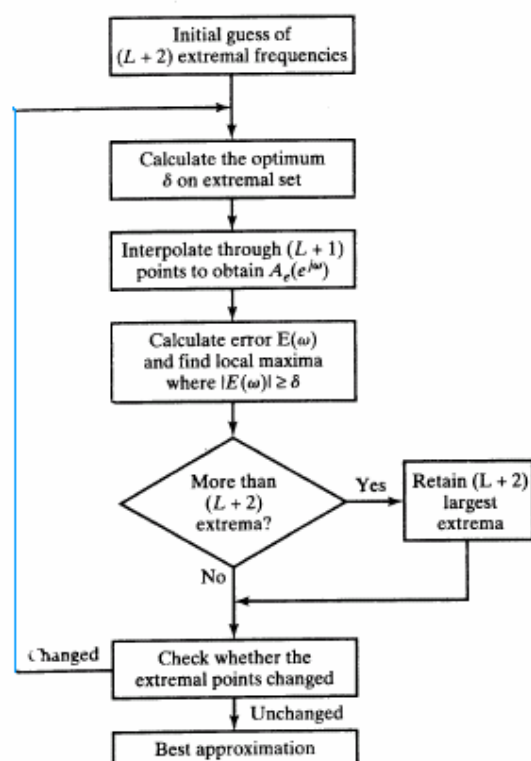 Initial guess of
(L + 2) extremal frequencies
Calculate the optimum
δ on extremal set
Interpolate through (L + 1)
points to obtain Aₑ(e^{jω})
Calculate error E(ω)
and find local maxima
where |E(ω)| ≥ δ
More than
(L + 2)
extrema?
Yes
Retain (L + 2)
largest
extrema
No
Changed
Check whether the
extremal points changed
Unchanged
Best approximation